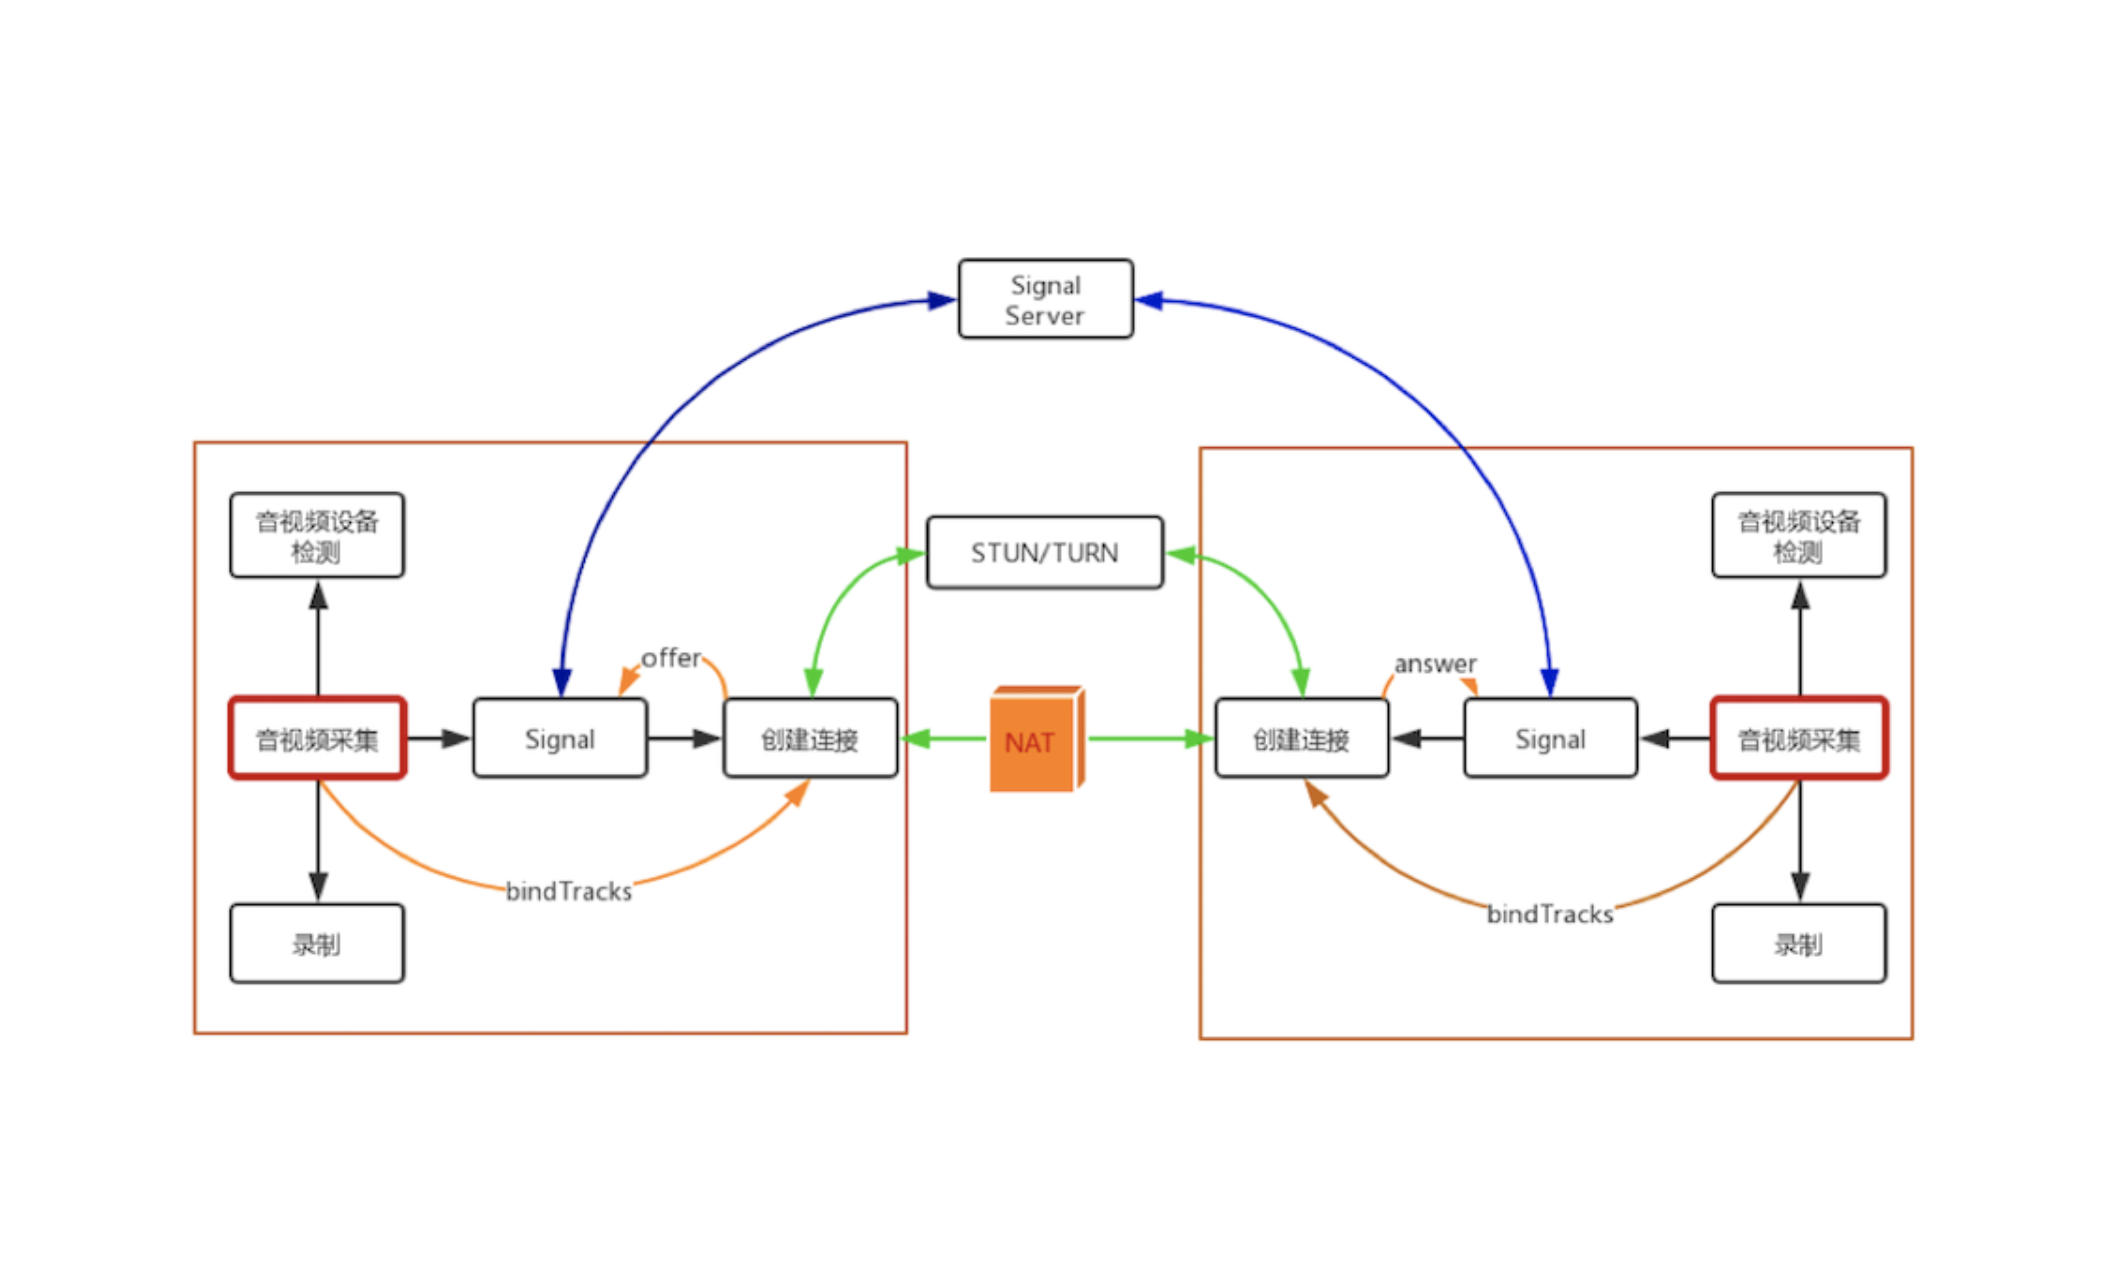 Signal
Server
音视频设备
检测
STUN/TURN
音视频设备
检测
offer
answer
音视频采集
Signal
创建连接
NAT
创建连接
Signal
音视频采集
bindTracks
bindTracks
录制
录制